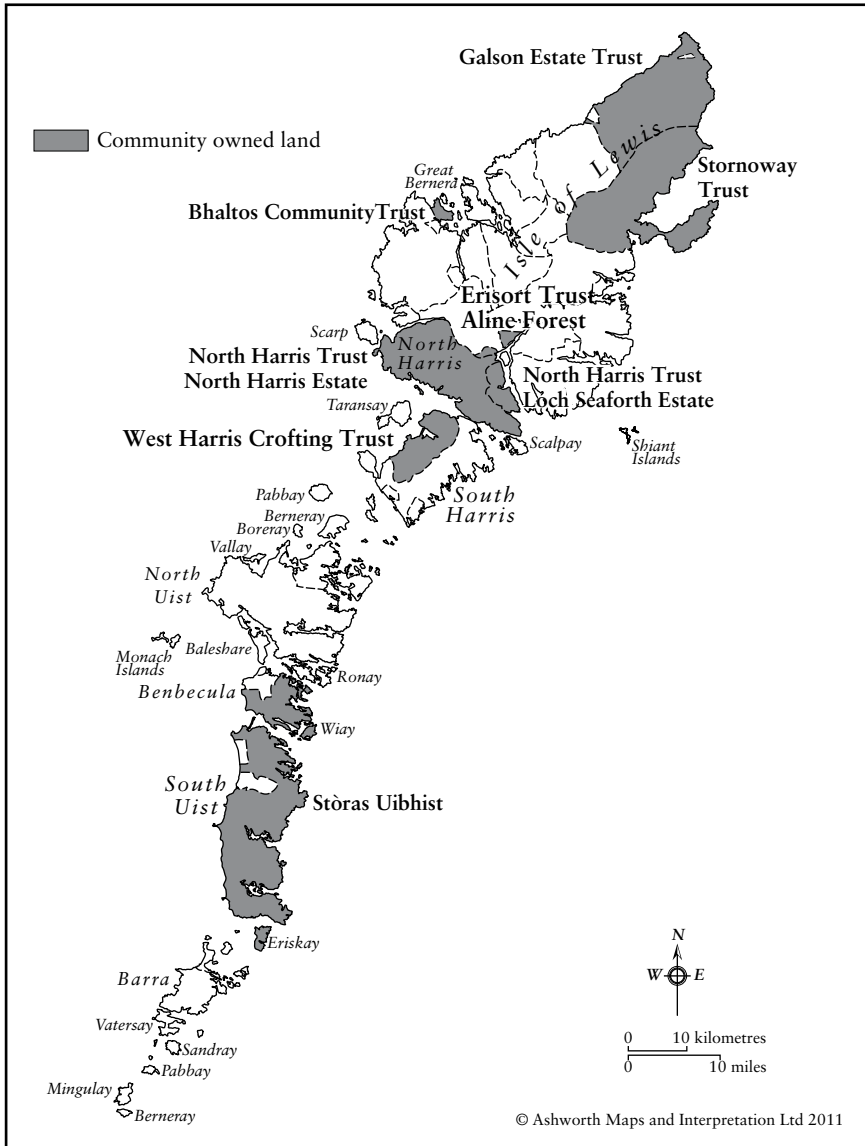 Galson Estate Trust
Community owned land
Isle of Lewis
Stornoway
Trust
Great
Bernera
Bhaltos CommunityTrust
Erisort Trust
Aline Forest
Scarp
North
Harris
North Harris Trust
North Harris Estate
North Harris Trust
Loch Seaforth Estate
Taransay
West Harris Crofting Trust
Scalpay
Shiant
Islands
South
Harris
Pabbay
Berneray
Boreray
Vallay
North
Uist
Monach
Islands
Baleshare
Ronay
Benbecula
Wiay
South
Uist
Stòras Uibhist
Eriskay
Barra
Vatersay
Sandray
Pabbay
Mingulay
Berneray
N
W E
0 10 kilometres
0 10 miles
© Ashworth Maps and Interpretation Ltd 2011